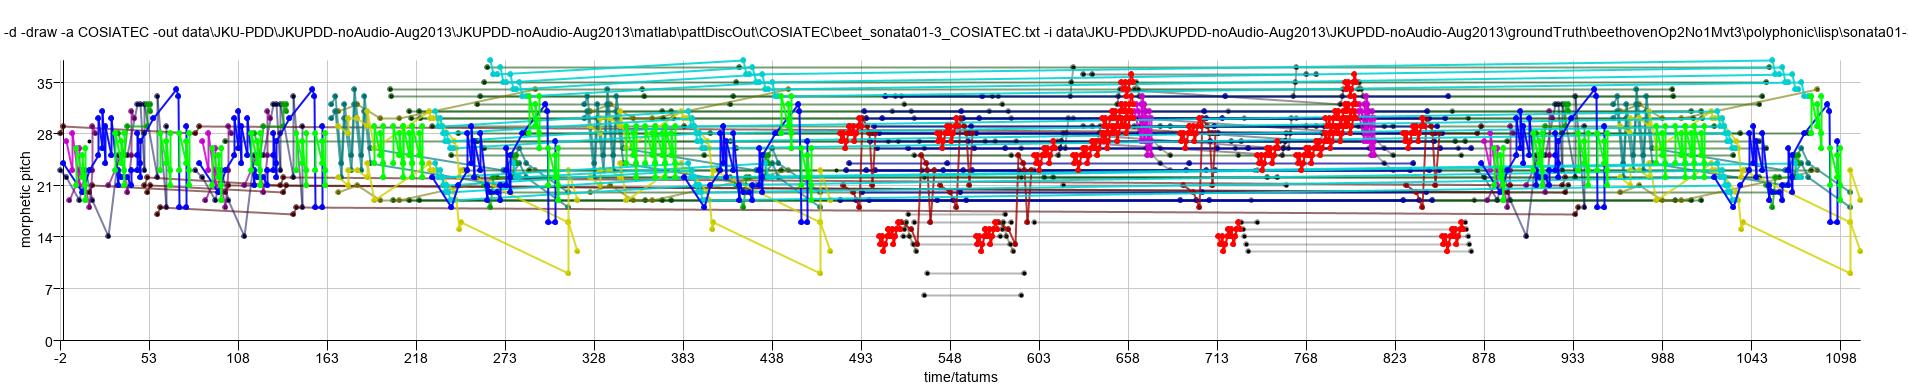 -d -draw -a COSIATEC -out data\JKU-PDD\JKUPDD-noAudio-Aug2013\JKUPDD-noAudio-Aug2013\matlab\pattDiscOut\COSIATEC\beet_sonata01-3_COSIATEC.txt -i data\JKU-PDD\JKUPDD-noAudio-Aug2013\JKUPDD-noAudio-Aug2013\groundTruth\beethovenOp2No1Mvt3\polyphonic\lisp\sonata01-
morphetic pitch
35
28
21
14
7
0
-2 53 108 163 218 273 328 383 438 493 548 603 658 713 768 823 878 933 988 1043 1098
time/tatums